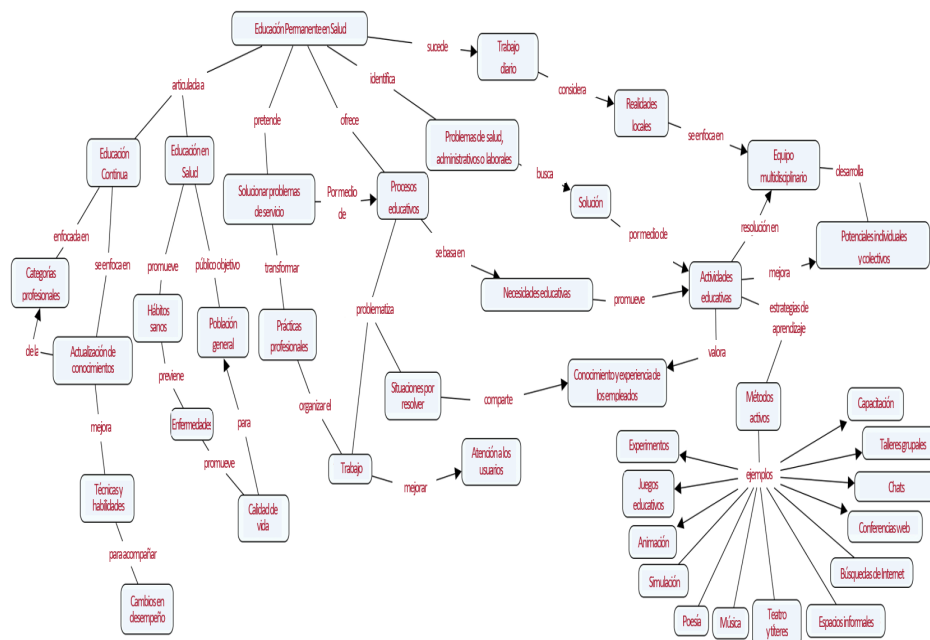 Educación Permanente en Salud
sucede
Trabajo
diario
identifica
articulada a
considera
Realidades
locales
pretende
ofrece
Problemas de salud,
administrativos o laborales
se enfoca en
Equipo
multidisciplinario
Educación
Continua
Educación en
Salud
busca
desarrolla
Solucionar problemas
de servicio
Por medio
de
Procesos
educativos
Solución
resolución en
Potenciales individuales
y colectivos
enfocada en
por medio de
se basa en
Categorías
profesionales
se enfoca en
promueve
público objetivo
transformar
Actividades
educativas
mejora
Necesidades educativas
promueve
Hábitos
sanos
Población
general
Prácticas
profesionales
problematiza
estrategias de
aprendizaje
de la
Actualización de
conocimientos
valora
previene
Situaciones por
resolver
comparte
Conocimiento y experiencia de
los empleados
Métodos
activos
Capacitación
organizar el
mejora
Enfermedades
para
Experimentos
Talleres grupales
Atención a los
usuarios
promueve
Trabajo
mejorar
ejemplos
Juegos
educativos
Chats
Técnicas y
habilidades
Calidad de
vida
Conferencias web
Animación
para acompañar
Simulación
Búsquedas de Internet
Cambios en
desempeño
Poesía
Música
Teatro
y títeres
Espacios informales